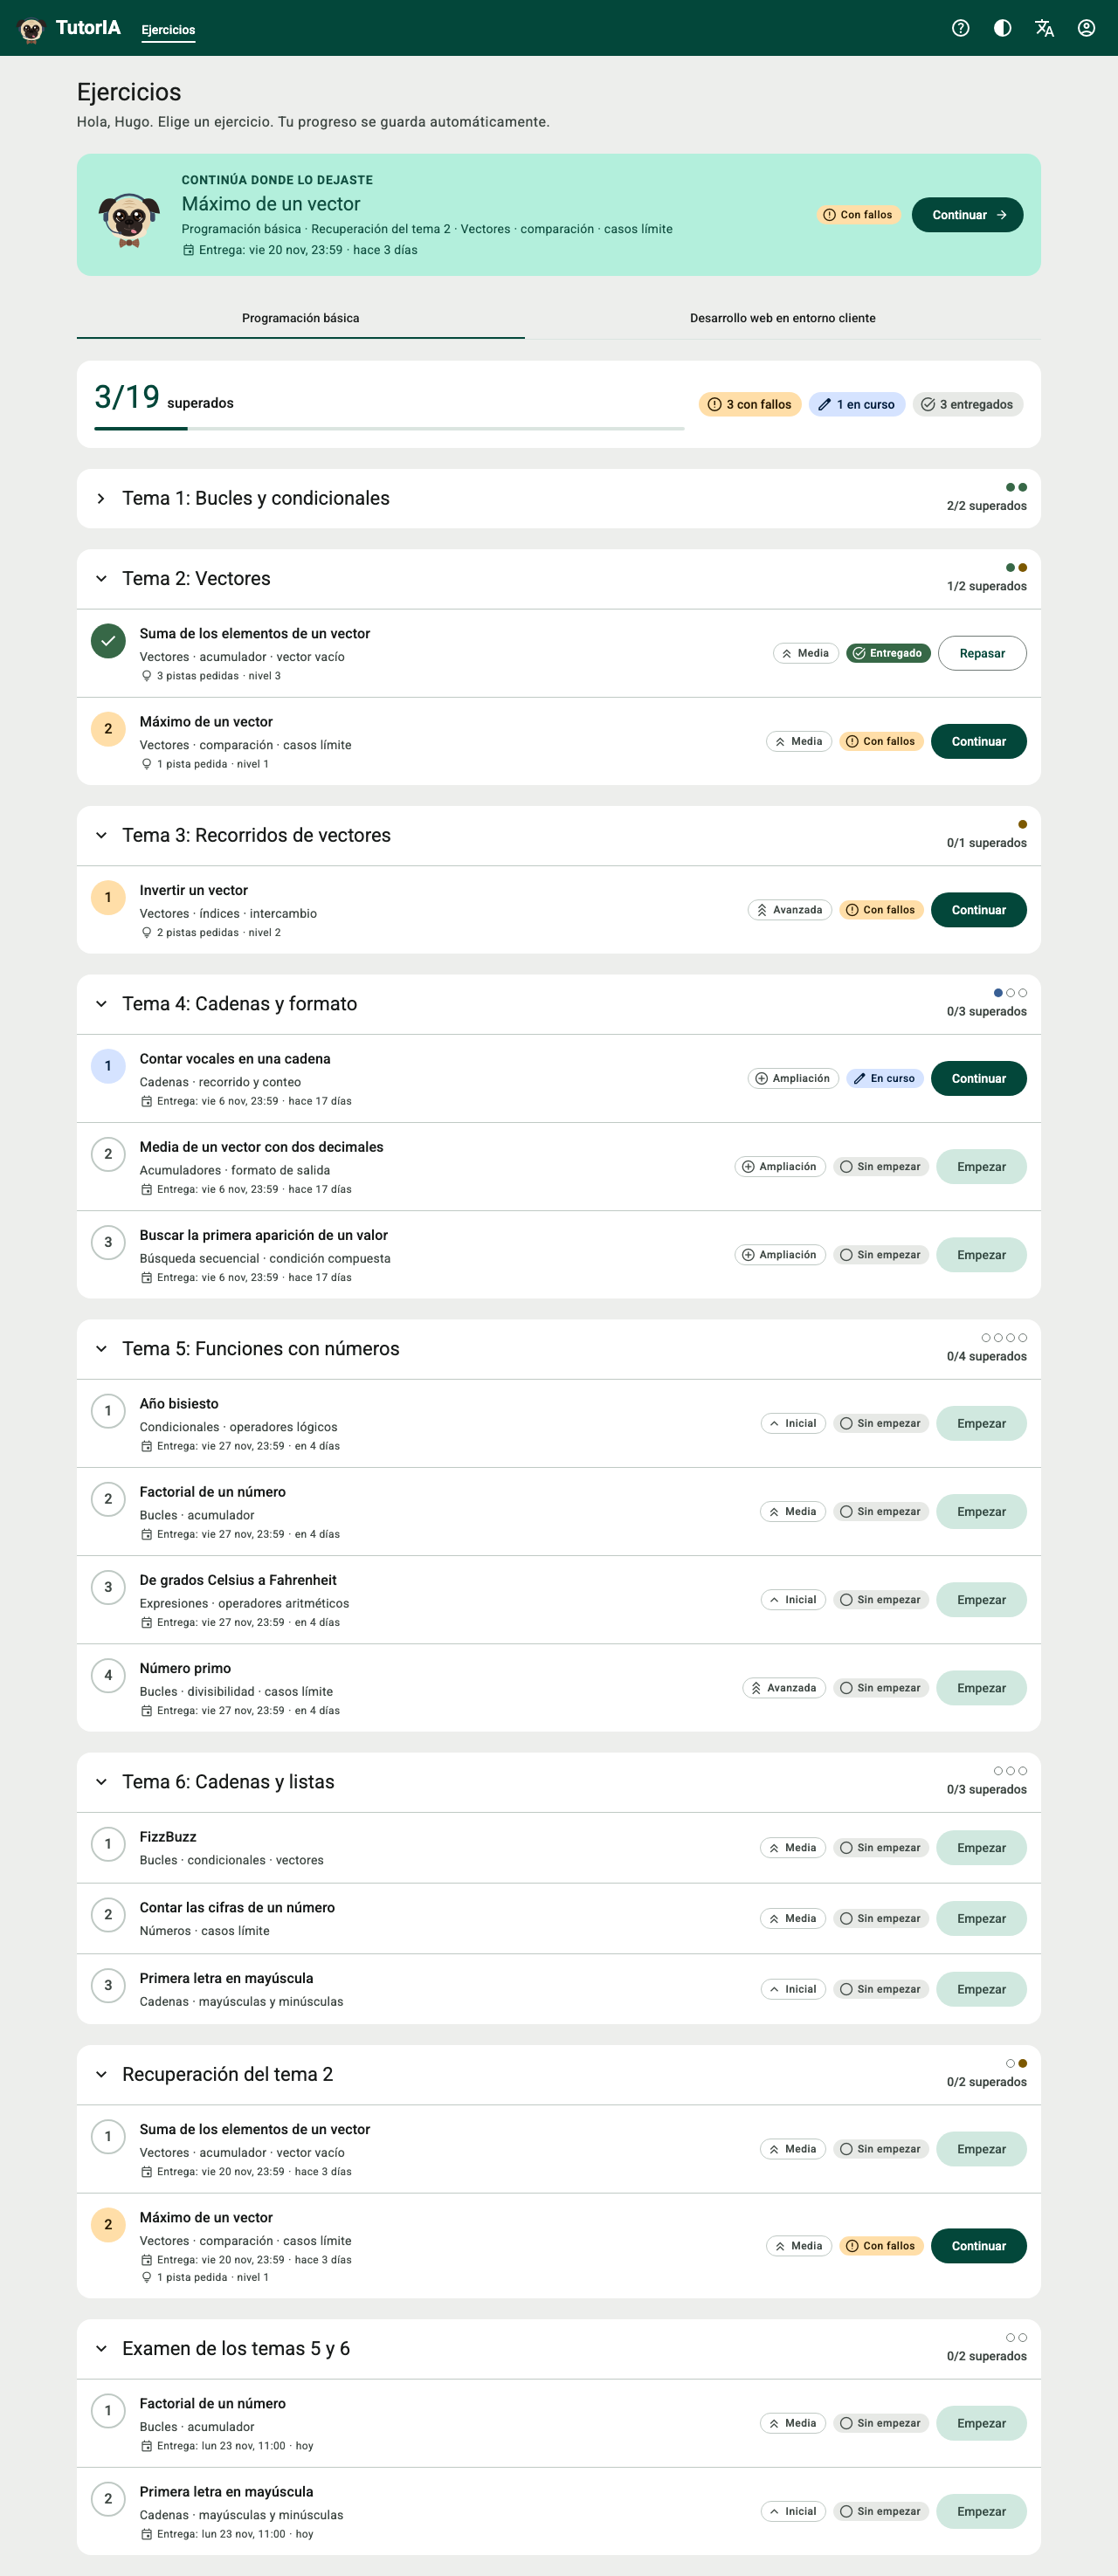 TutorIA
Ejercicios
Ejercicios
Hola, Hugo. Elige un ejercicio. Tu progreso se guarda automáticamente.
CONTINÚA DONDE LO DEJASTE
Máximo de un vector
Programación básica · Recuperación del tema 2 · Vectores · comparación · casos límite
Entrega: vie 20 nov, 23:59 · hace 3 días
Con fallos
Continuar
Programación básica
Desarrollo web en entorno cliente
3/19 superados
3 con fallos
1 en curso
3 entregados
Tema 1: Bucles y condicionales
2/2 superados
Tema 2: Vectores
1/2 superados
Suma de los elementos de un vector
Vectores · acumulador · vector vacío
3 pistas pedidas · nivel 3
Media
Entregado
Repasar
2
Máximo de un vector
Vectores · comparación · casos límite
1 pista pedida · nivel 1
Media
Con fallos
Continuar
Tema 3: Recorridos de vectores
0/1 superados
1
Invertir un vector
Vectores · índices · intercambio
2 pistas pedidas · nivel 2
Avanzada
Con fallos
Continuar
Tema 4: Cadenas y formato
0/3 superados
1
Contar vocales en una cadena
Cadenas · recorrido y conteo
Entrega: vie 6 nov, 23:59 · hace 17 días
Ampliación
En curso
Continuar
2
Media de un vector con dos decimales
Acumuladores · formato de salida
Entrega: vie 6 nov, 23:59 · hace 17 días
Ampliación
Sin empezar
Empezar
3
Buscar la primera aparición de un valor
Búsqueda secuencial · condición compuesta
Entrega: vie 6 nov, 23:59 · hace 17 días
Ampliación
Sin empezar
Empezar
Tema 5: Funciones con números
0/4 superados
1
Año bisiesto
Condicionales · operadores lógicos
Entrega: vie 27 nov, 23:59 · en 4 días
Inicial
Sin empezar
Empezar
2
Factorial de un número
Bucles · acumulador
Entrega: vie 27 nov, 23:59 · en 4 días
Media
Sin empezar
Empezar
3
De grados Celsius a Fahrenheit
Expresiones · operadores aritméticos
Entrega: vie 27 nov, 23:59 · en 4 días
Inicial
Sin empezar
Empezar
4
Número primo
Bucles · divisibilidad · casos límite
Entrega: vie 27 nov, 23:59 · en 4 días
Avanzada
Sin empezar
Empezar
Tema 6: Cadenas y listas
0/3 superados
1
FizzBuzz
Bucles · condicionales · vectores
Media
Sin empezar
Empezar
2
Contar las cifras de un número
Números · casos límite
Media
Sin empezar
Empezar
3
Primera letra en mayúscula
Cadenas · mayúsculas y minúsculas
Inicial
Sin empezar
Empezar
Recuperación del tema 2
0/2 superados
1
Suma de los elementos de un vector
Vectores · acumulador · vector vacío
Entrega: vie 20 nov, 23:59 · hace 3 días
Media
Sin empezar
Empezar
2
Máximo de un vector
Vectores · comparación · casos límite
Entrega: vie 20 nov, 23:59 · hace 3 días
1 pista pedida · nivel 1
Media
Con fallos
Continuar
Examen de los temas 5 y 6
0/2 superados
1
Factorial de un número
Bucles · acumulador
Entrega: lun 23 nov, 11:00 · hoy
Media
Sin empezar
Empezar
2
Primera letra en mayúscula
Cadenas · mayúsculas y minúsculas
Entrega: lun 23 nov, 11:00 · hoy
Inicial
Sin empezar
Empezar